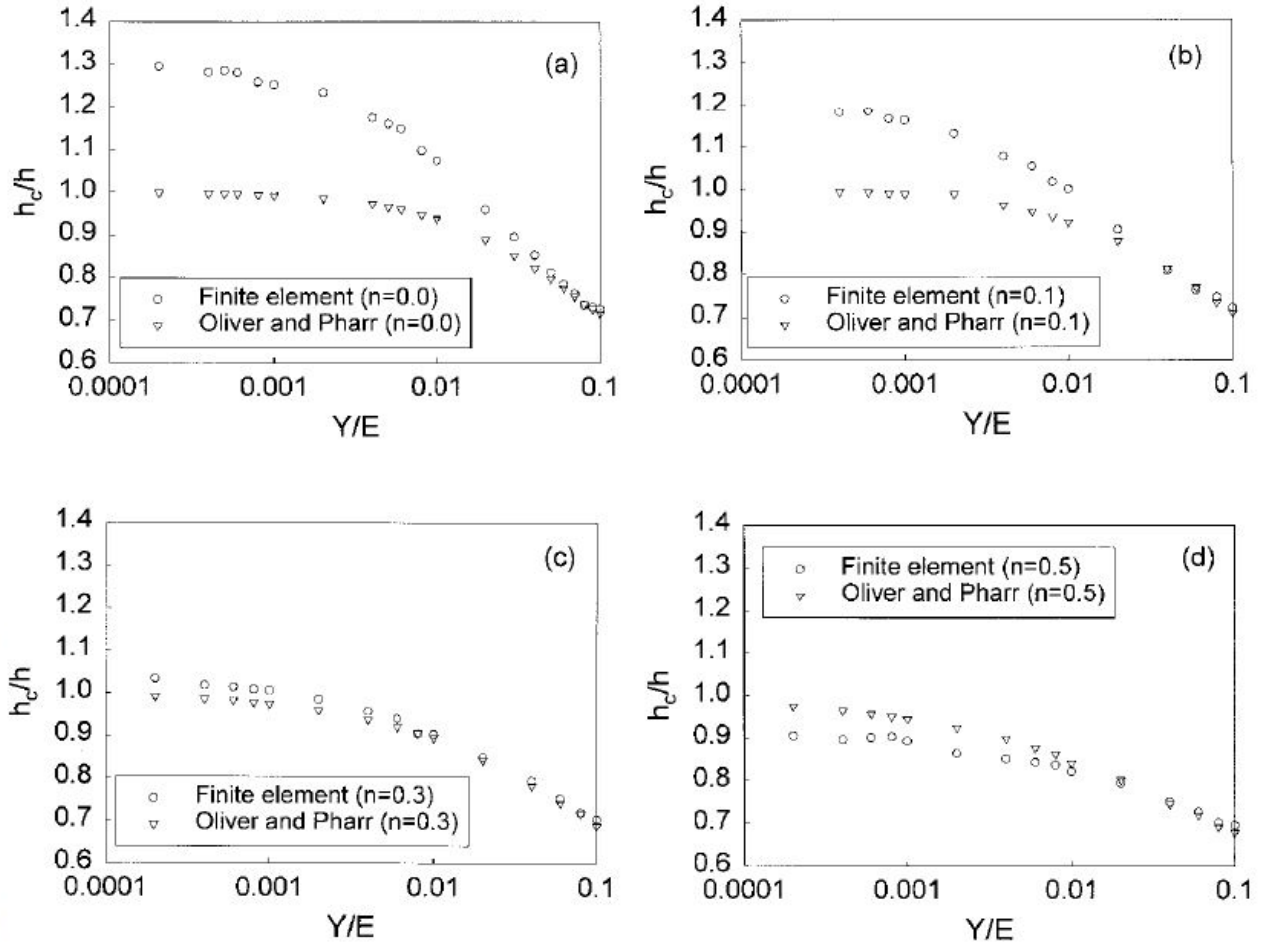 (a)
1.4
1.3
1.2
1.1
1.0
0.9
0.8
0.7
0.6
hc/h
Finite element (n=0.0)
Oliver and Pharr (n=0.0)
0.0001 0.001 0.01 0.1
Y/E
(b)
1.4
1.3
1.2
1.1
1.0
0.9
0.8
0.7
0.6
hc/h
Finite element (n=0.1)
Oliver and Pharr (n=0.1)
0.0001 0.001 0.01 0.1
Y/E
(c)
1.4
1.3
1.2
1.1
1.0
0.9
0.8
0.7
0.6
hc/h
Finite element (n=0.3)
Oliver and Pharr (n=0.3)
0.0001 0.001 0.01 0.1
Y/E
(d)
1.4
1.3
1.2
1.1
1.0
0.9
0.8
0.7
0.6
hc/h
Finite element (n=0.5)
Oliver and Pharr (n=0.5)
0.0001 0.001 0.01 0.1
Y/E